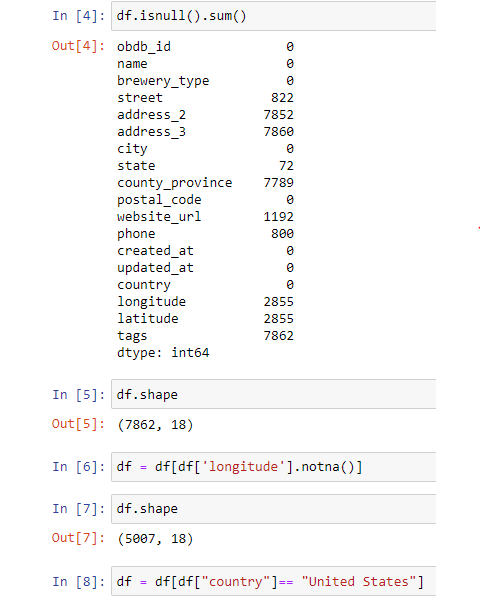 In [4]: df.isnull().sum()
Out[4]: obdb_id 0
name 0
brewery_type 0
street 822
address_2 7852
address_3 7860
city 0
state 72
county_province 7789
postal_code 0
website_url 1192
phone 800
created_at 0
updated_at 0
country 0
longitude 2855
latitude 2855
tags 7862
dtype: int64
In [5]: df.shape
Out[5]: (7862, 18)
In [6]: df = df[df['longitude'].notna()]
In [7]: df.shape
Out[7]: (5007, 18)
In [8]: df = df[df["country"]== "United States"]